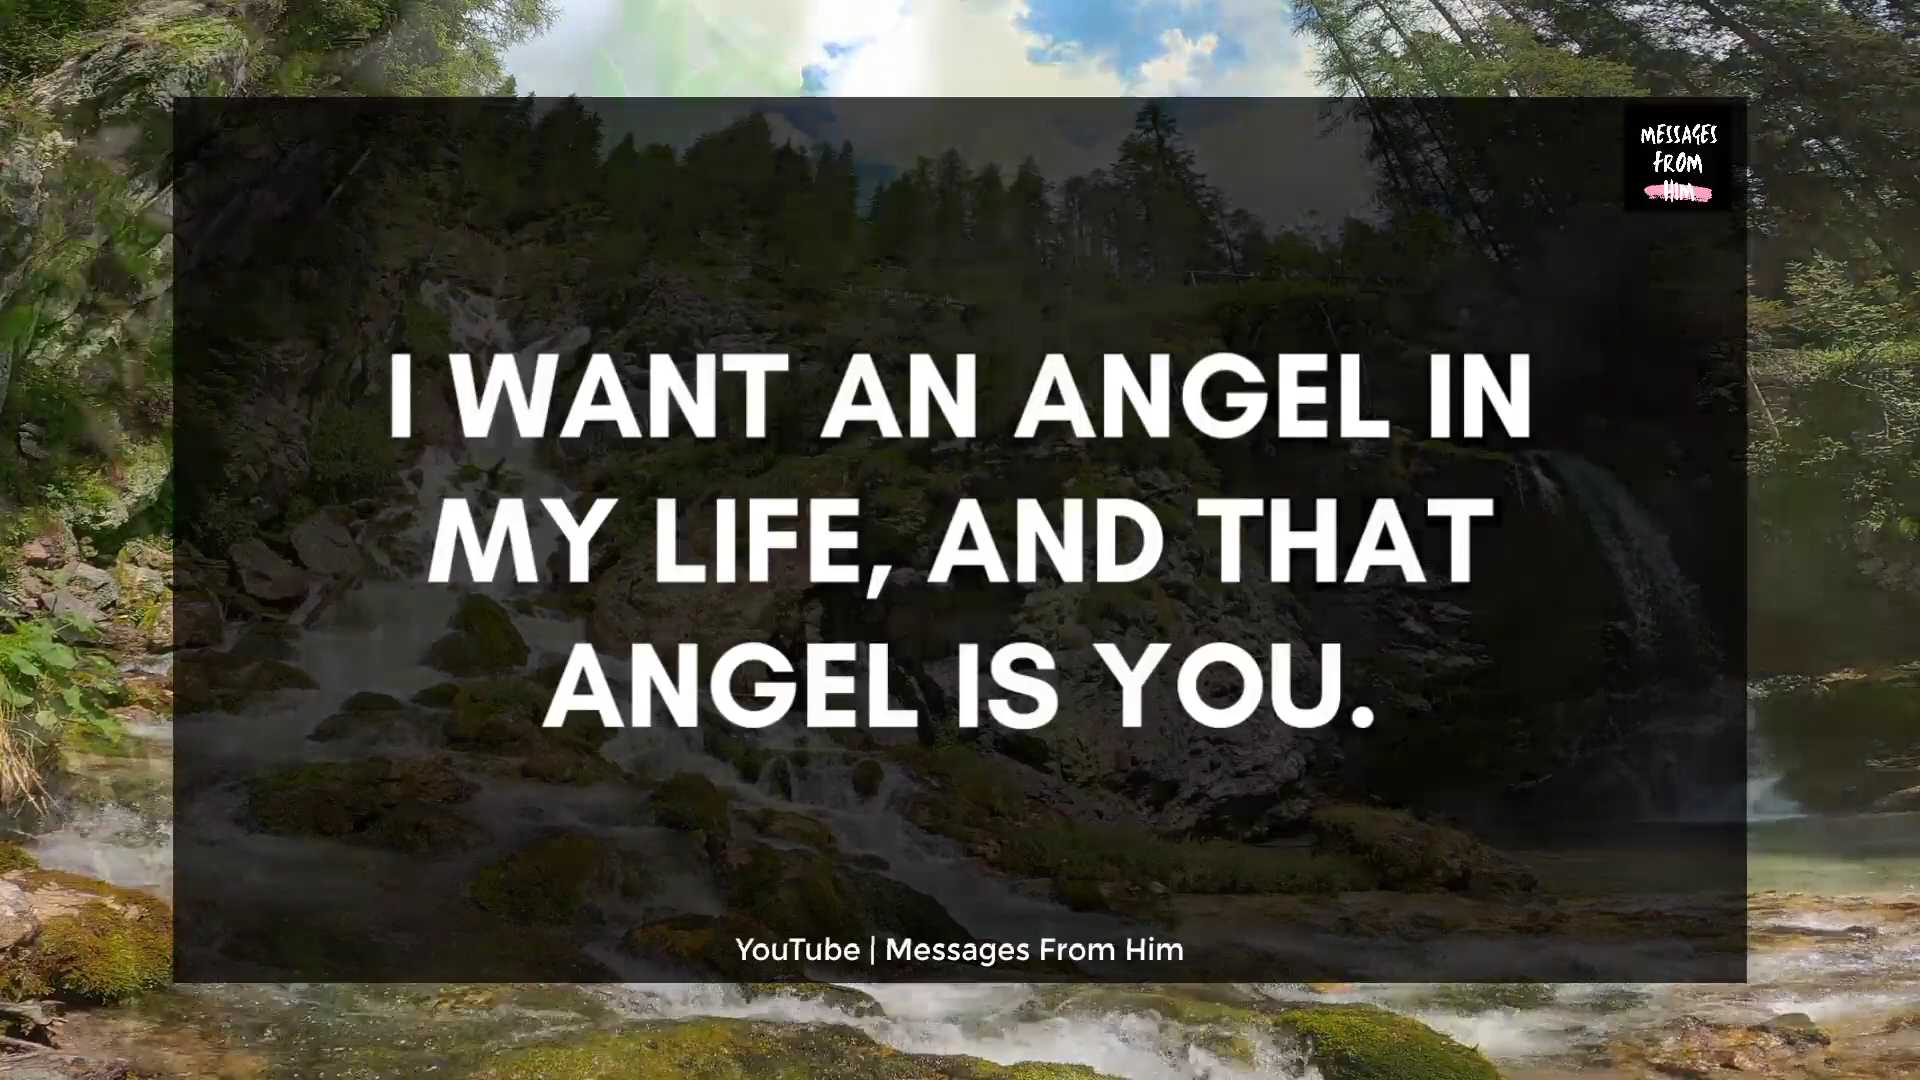 MESSAGES
FROM
HIM
I WANT AN ANGEL IN
MY LIFE, AND THAT
ANGEL IS YOU.
YouTube | Messages From Him